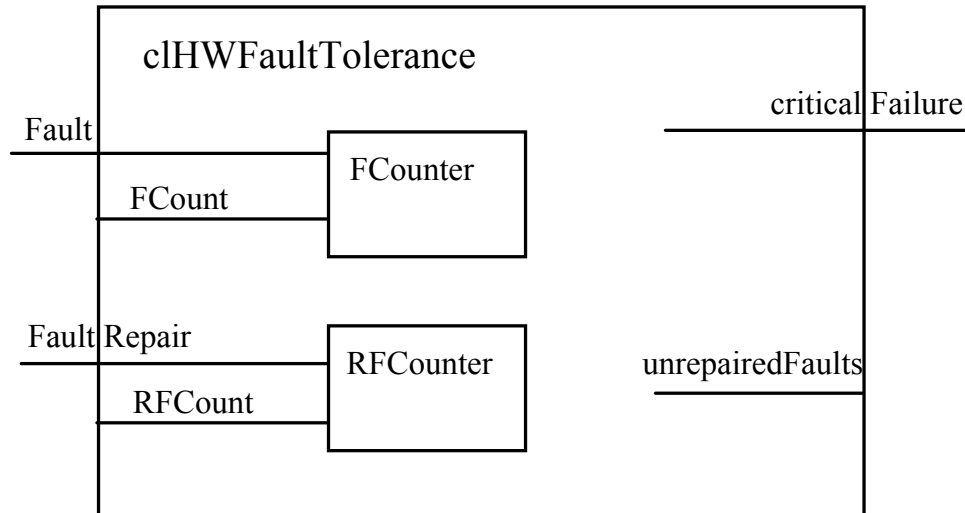 clHWFaultTolerance
critical Failure
Fault
FCounter
FCount
Fault Repair
RFCounter
unrepairedFaults
RFCount